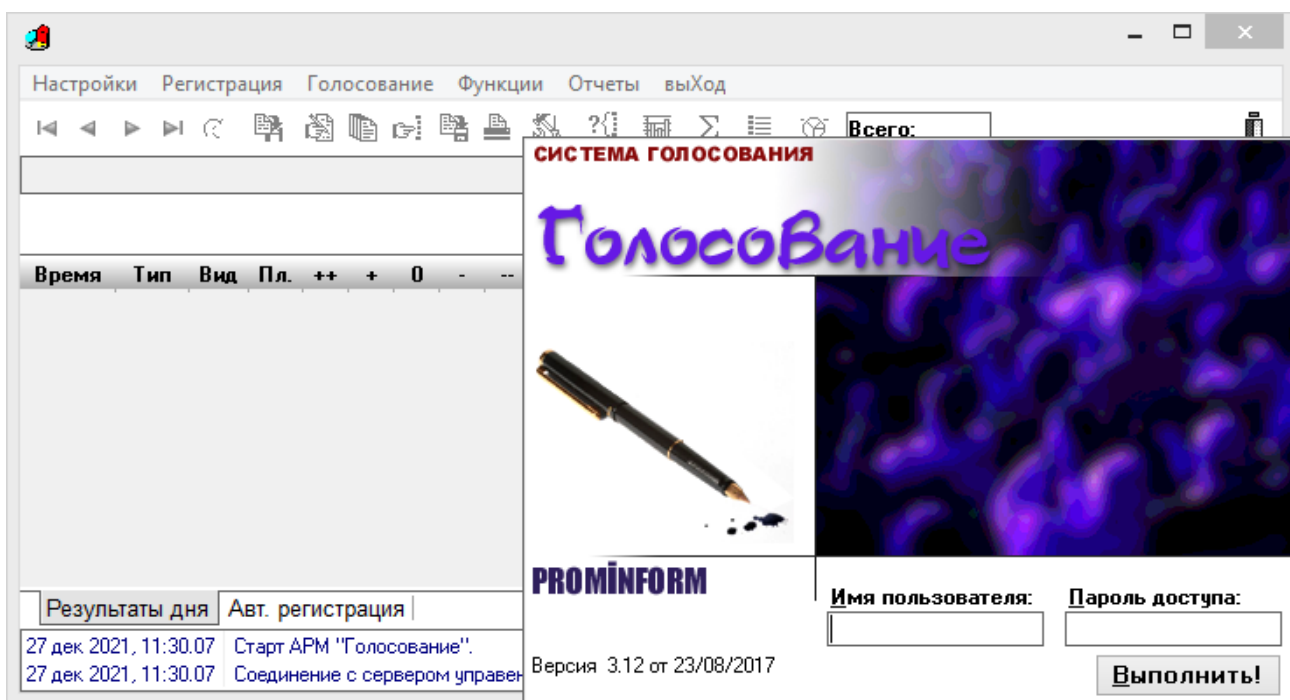 Настройки Регистрация Голосование Функции Отчеты выХод
Всего:
СИСТЕМА ГОЛОСОВАНИЯ
ГолосоВание
Время Тип Вид Пл. ++ + 0 - --
PROMINFORM
Имя пользователя: Пароль доступа:
Результаты дня Авт. регистрация
27 дек 2021, 11:30.07 Старт АРМ "Голосование".
27 дек 2021, 11:30.07 Соединение с сервером управен
Версия 3.12 от 23/08/2017
Выполнить!